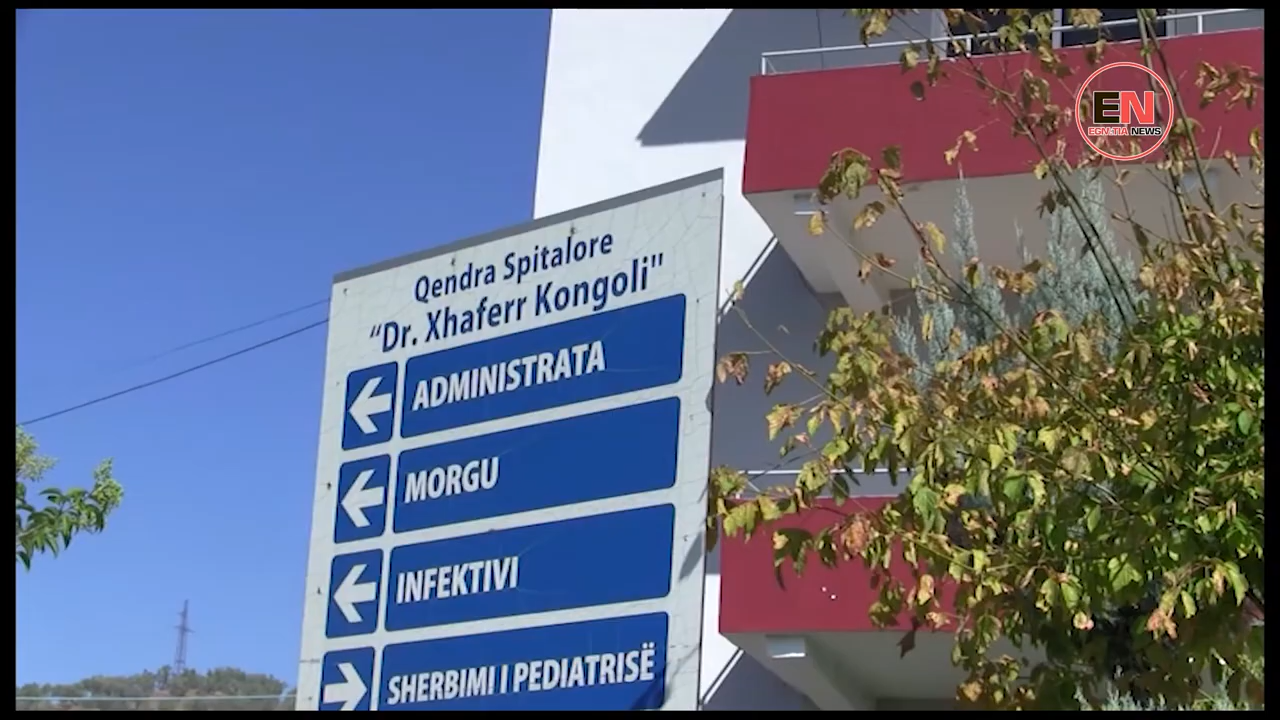 EN
EGNATIA NEWS
Qendra Spitalore
"Dr. Xhaferr Kongoli"
ADMINISTRATA
MORGU
INFEKTIVI
SHERBIMI I PEDIATRISË